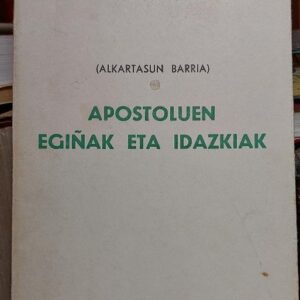 (ALKARTASUN BARRIA)
APOSTOLUEN
EGIÑAK ETA IDAZKIAK